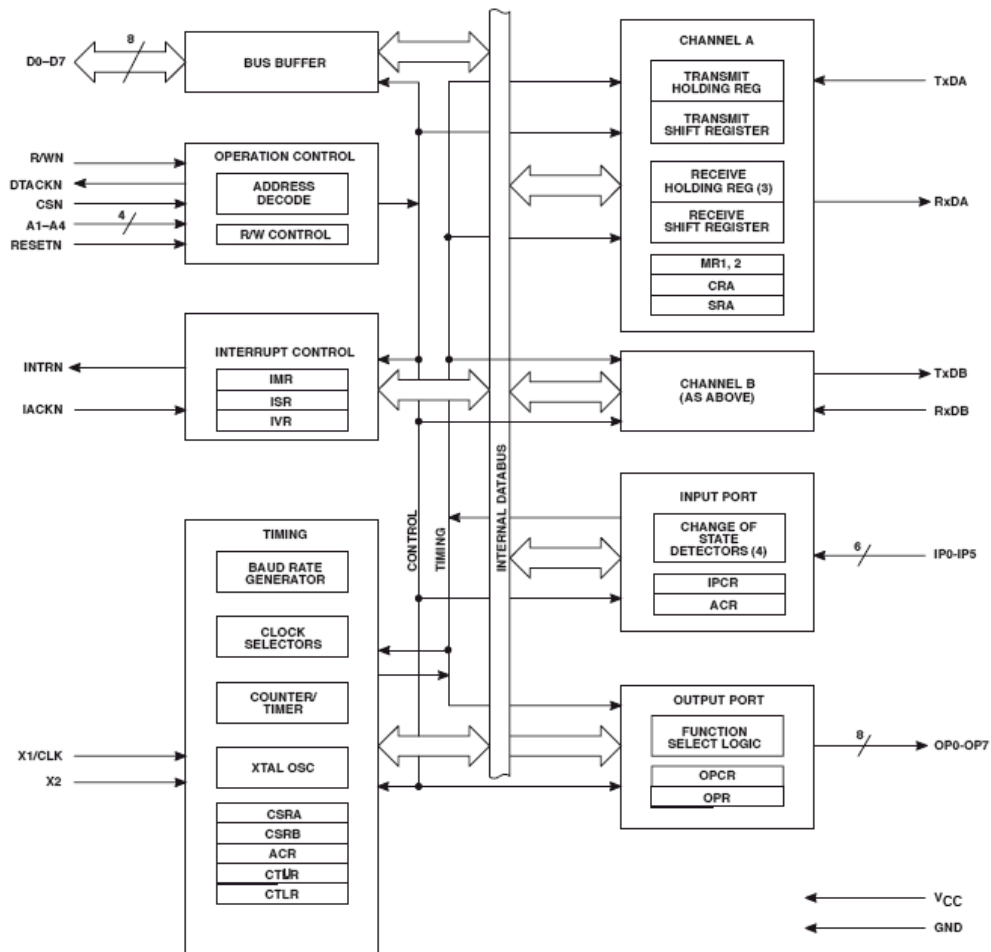 D0–D7
8
BUS BUFFER
R/WN
DTACKN
CSN
A1–A4
4
RESETN
OPERATION CONTROL
ADDRESS
DECODE
R/W CONTROL
INTRN
IACKN
INTERRUPT CONTROL
IMR
ISR
IVR
TIMING
BAUD RATE
GENERATOR
CLOCK
SELECTORS
COUNTER/
TIMER
X1/CLK
X2
XTAL OSC
CSRA
CSRB
ACR
CTUR
CTLR
CONTROL
TIMING
INTERNAL DATABUS
CHANNEL A
TRANSMIT
HOLDING REG
TRANSMIT
SHIFT REGISTER
RECEIVE
HOLDING REG (3)
RECEIVE
SHIFT REGISTER
MR1, 2
CRA
SRA
TxDA
RxDA
CHANNEL B
(AS ABOVE)
TxDB
RxDB
INPUT PORT
CHANGE OF
STATE
DETECTORS (4)
IPCR
ACR
6
IP0-IP5
OUTPUT PORT
FUNCTION
SELECT LOGIC
OPCR
OPR
8
OP0-OP7
VCC
GND